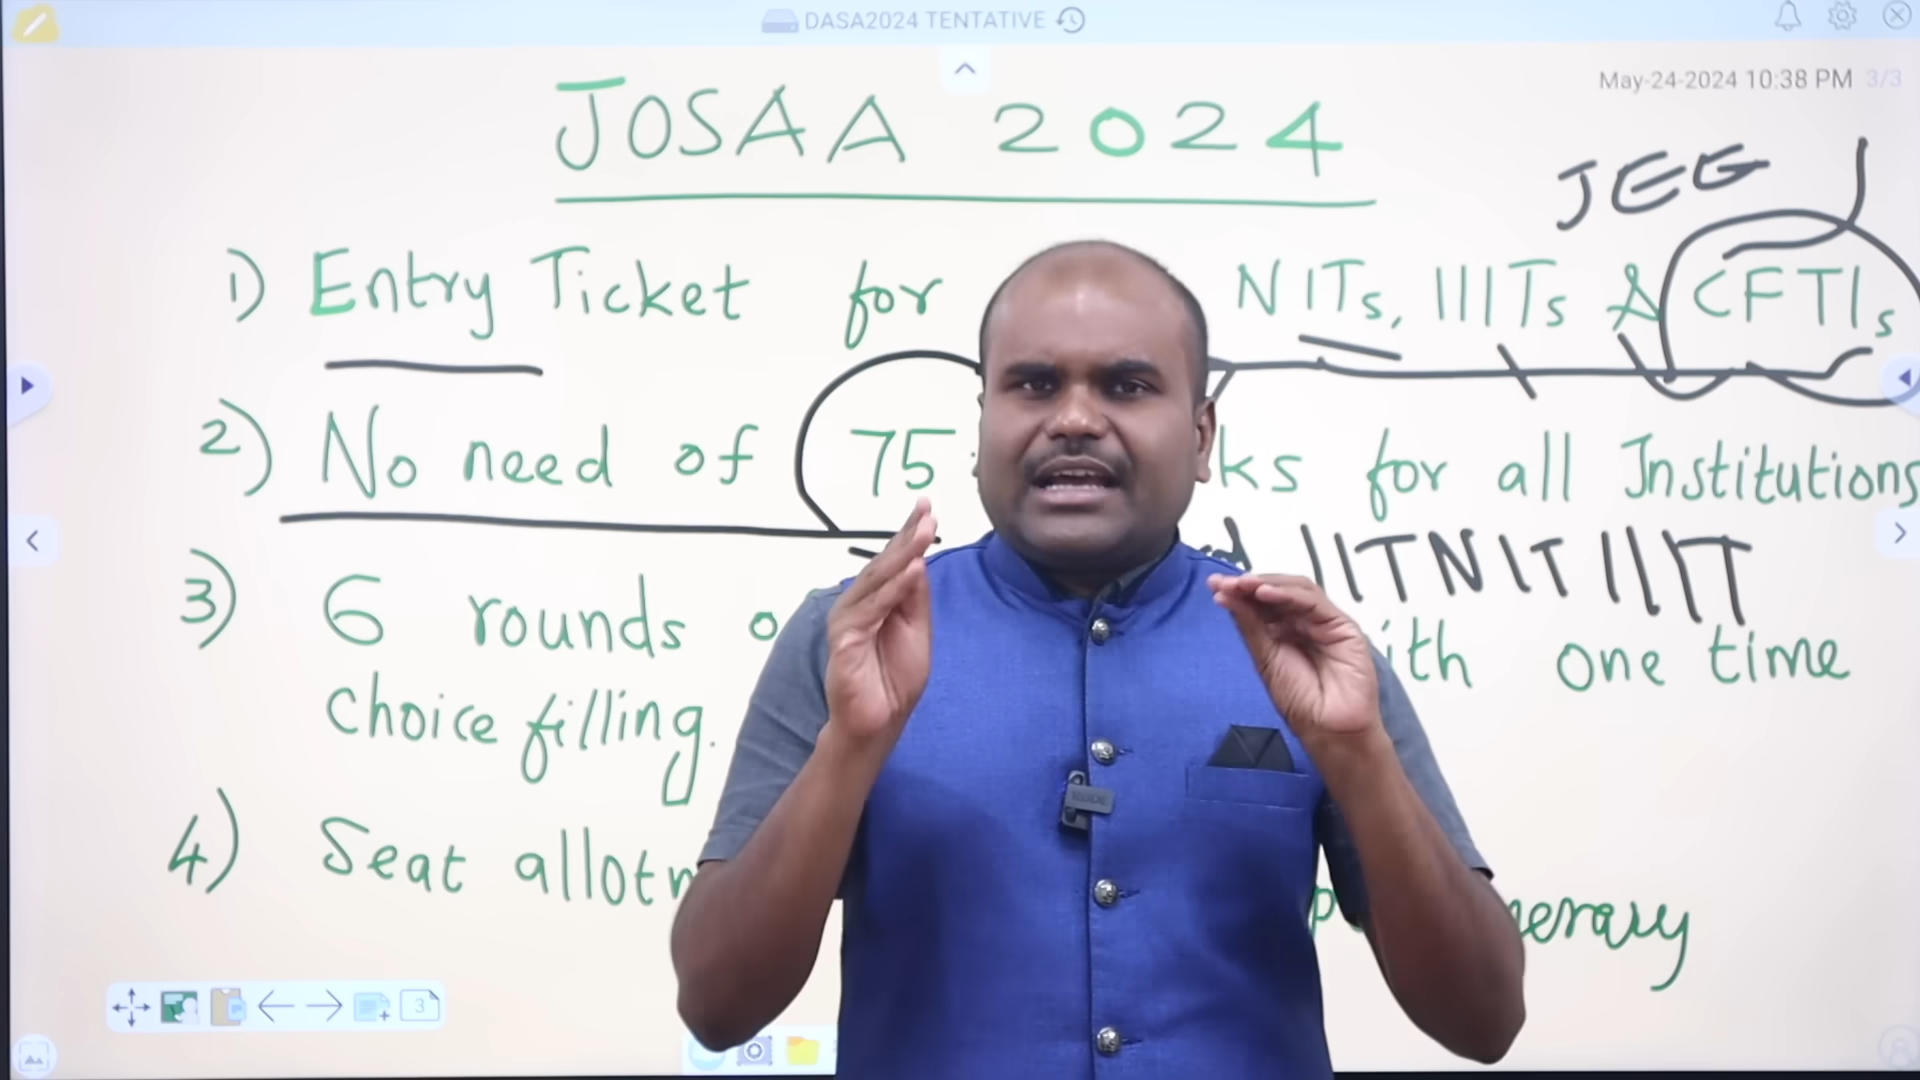 DASA2024 TENTATIVE
May-24-2024 10:38 PM 3/3
JOSAA 2024
JEE
1) Entry Ticket for NITs, IIITs & CFTIs
2) No need of 75 ks for all Institutions
IIT NIT IIIT
3) 6 rounds o ith one time
choice filling.
4) Seat allotm p nerary
3